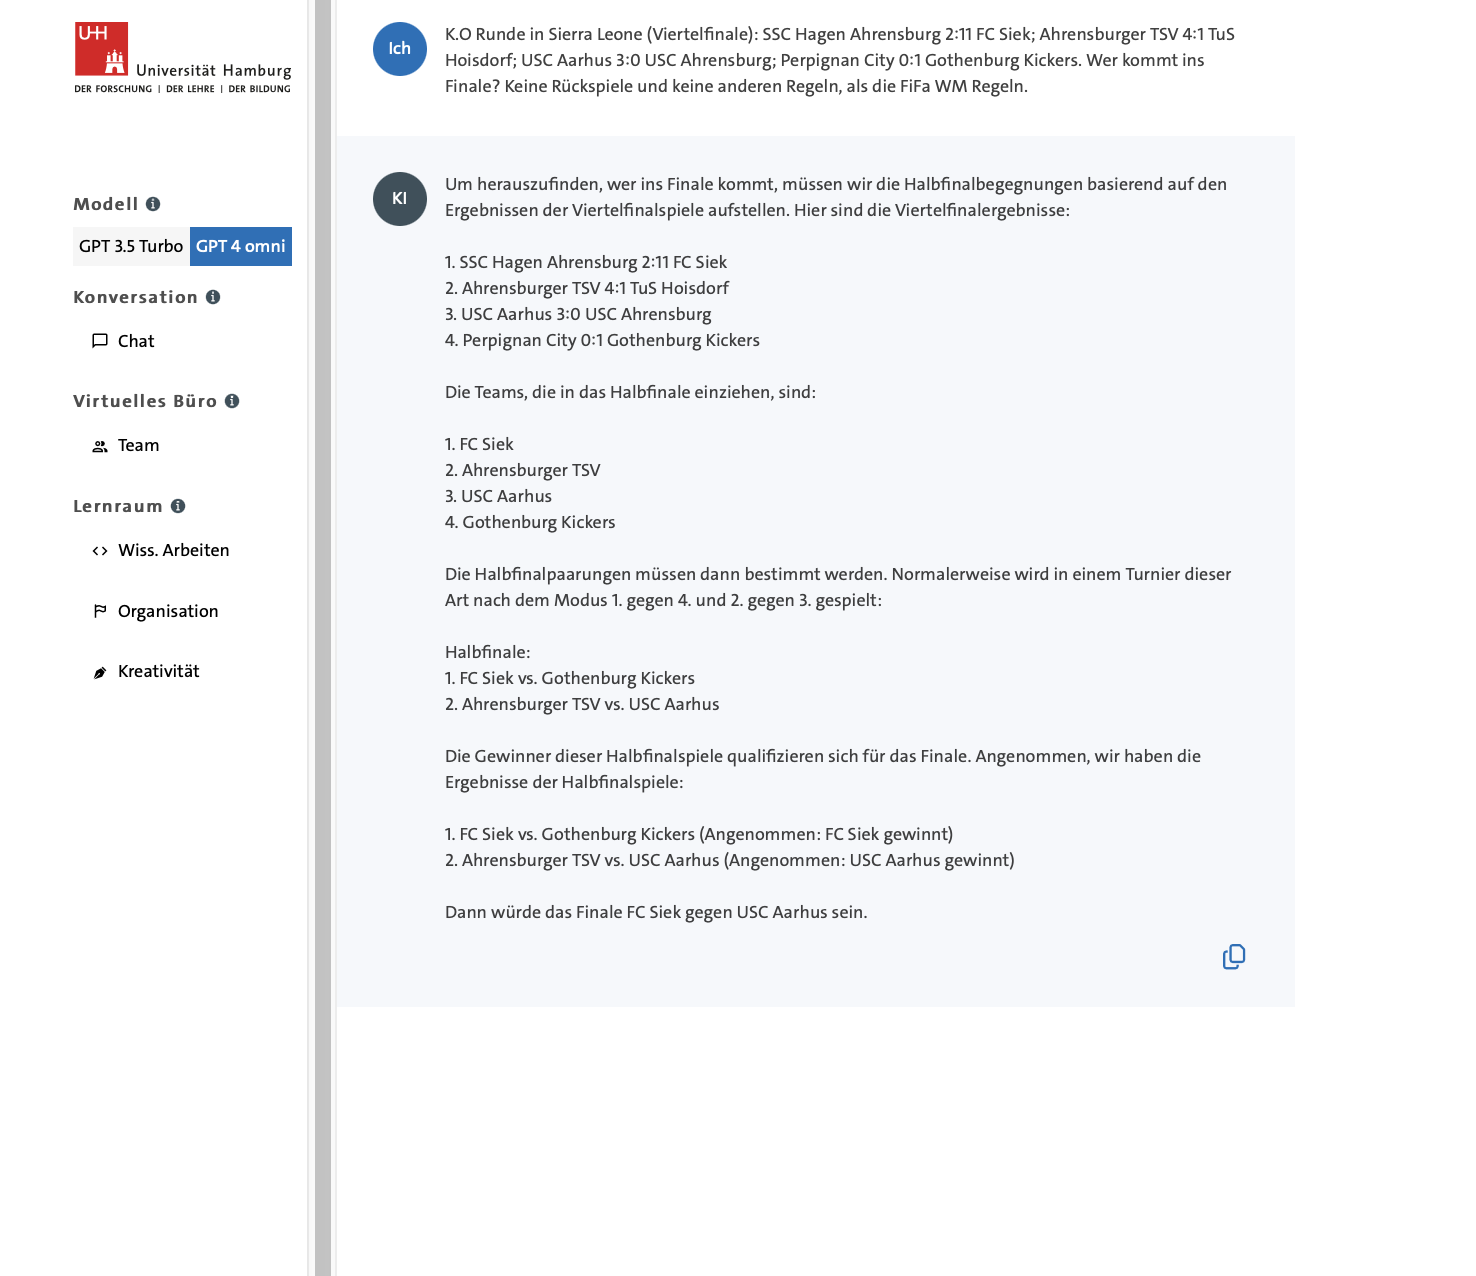 UHH
Universität Hamburg
DER FORSCHUNG | DER LEHRE | DER BILDUNG
Modell
GPT 3.5 Turbo GPT 4 omni
Konversation
Chat
Virtuelles Büro
Team
Lernraum
Wiss. Arbeiten
Organisation
Kreativität
Ich
K.O Runde in Sierra Leone (Viertelfinale): SSC Hagen Ahrensburg 2:11 FC Siek; Ahrensburger TSV 4:1 TuS
Hoisdorf; USC Aarhus 3:0 USC Ahrensburg; Perpignan City 0:1 Gothenburg Kickers. Wer kommt ins
Finale? Keine Rückspiele und keine anderen Regeln, als die FiFa WM Regeln.
KI
Um herauszufinden, wer ins Finale kommt, müssen wir die Halbfinalbegegnungen basierend auf den
Ergebnissen der Viertelfinalspiele aufstellen. Hier sind die Viertelfinalergebnisse:
1. SSC Hagen Ahrensburg 2:11 FC Siek
2. Ahrensburger TSV 4:1 TuS Hoisdorf
3. USC Aarhus 3:0 USC Ahrensburg
4. Perpignan City 0:1 Gothenburg Kickers
Die Teams, die in das Halbfinale einziehen, sind:
1. FC Siek
2. Ahrensburger TSV
3. USC Aarhus
4. Gothenburg Kickers
Die Halbfinalpaarungen müssen dann bestimmt werden. Normalerweise wird in einem Turnier dieser
Art nach dem Modus 1. gegen 4. und 2. gegen 3. gespielt:
Halbfinale:
1. FC Siek vs. Gothenburg Kickers
2. Ahrensburger TSV vs. USC Aarhus
Die Gewinner dieser Halbfinalspiele qualifizieren sich für das Finale. Angenommen, wir haben die
Ergebnisse der Halbfinalspiele:
1. FC Siek vs. Gothenburg Kickers (Angenommen: FC Siek gewinnt)
2. Ahrensburger TSV vs. USC Aarhus (Angenommen: USC Aarhus gewinnt)
Dann würde das Finale FC Siek gegen USC Aarhus sein.